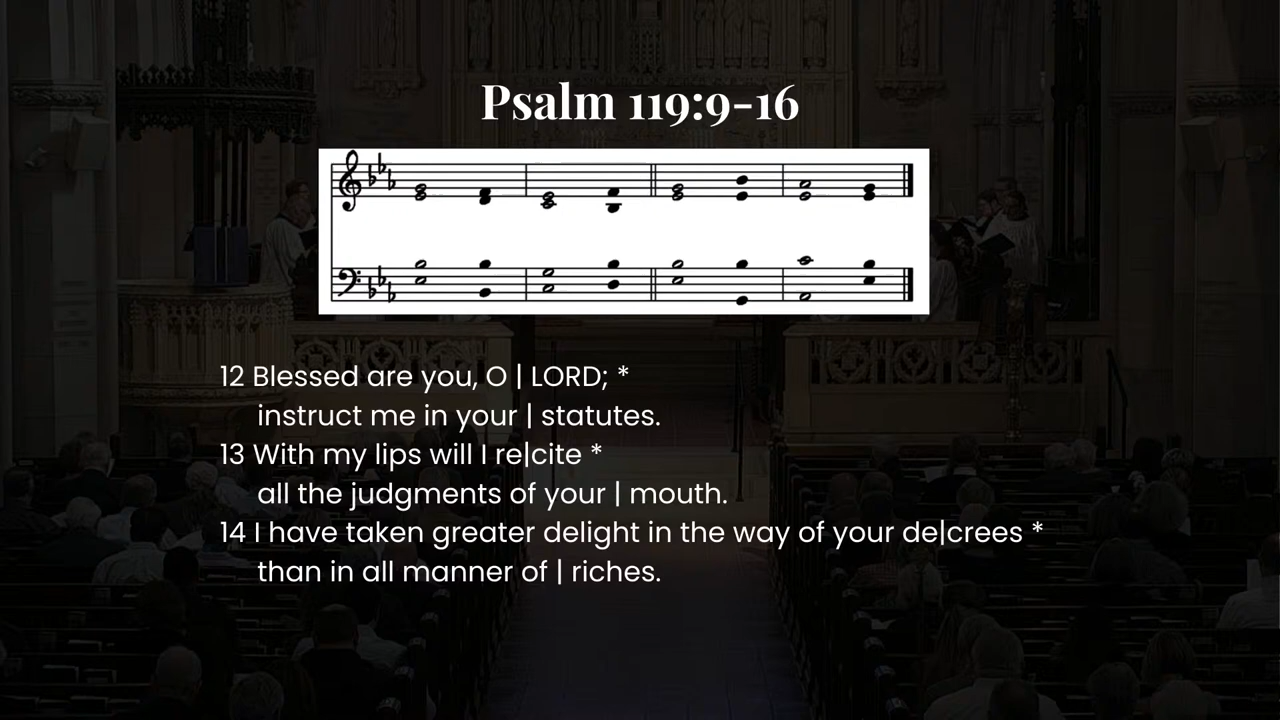 Psalm 119:9-16
12 Blessed are you, O | LORD; *
instruct me in your | statutes.
13 With my lips will I re|cite *
all the judgments of your | mouth.
14 I have taken greater delight in the way of your de|crees *
than in all manner of | riches.